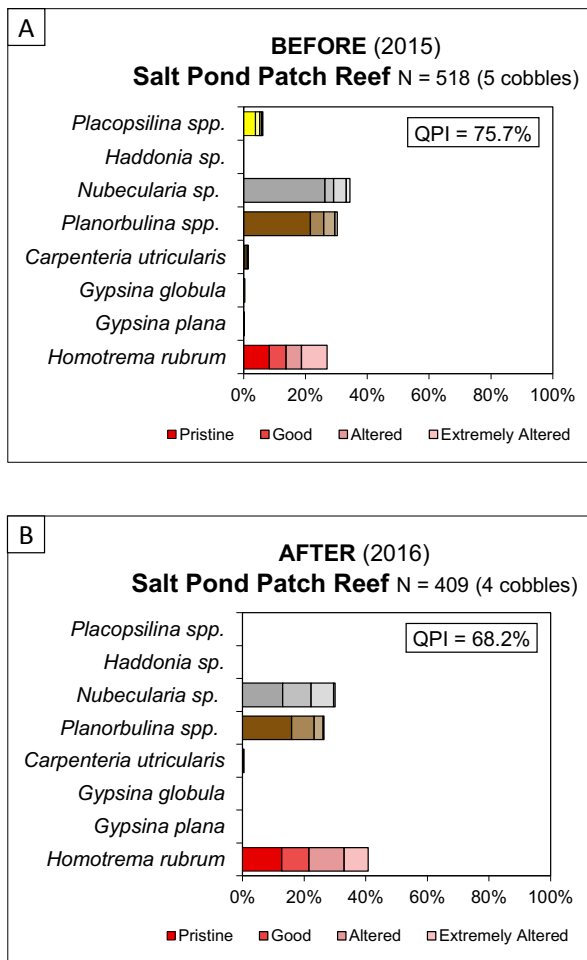 A
BEFORE (2015)
Salt Pond Patch Reef N = 518 (5 cobbles)
QPI = 75.7%
Placopsilina spp.
Haddonia sp.
Nubecularia sp.
Planorbulina spp.
Carpenteria utricularis
Gypsina globula
Gypsina plana
Homotrema rubrum
0% 20% 40% 60% 80% 100%
Pristine Good Altered Extremely Altered
B
AFTER (2016)
Salt Pond Patch Reef N = 409 (4 cobbles)
QPI = 68.2%
Placopsilina spp.
Haddonia sp.
Nubecularia sp.
Planorbulina spp.
Carpenteria utricularis
Gypsina globula
Gypsina plana
Homotrema rubrum
0% 20% 40% 60% 80% 100%
Pristine Good Altered Extremely Altered